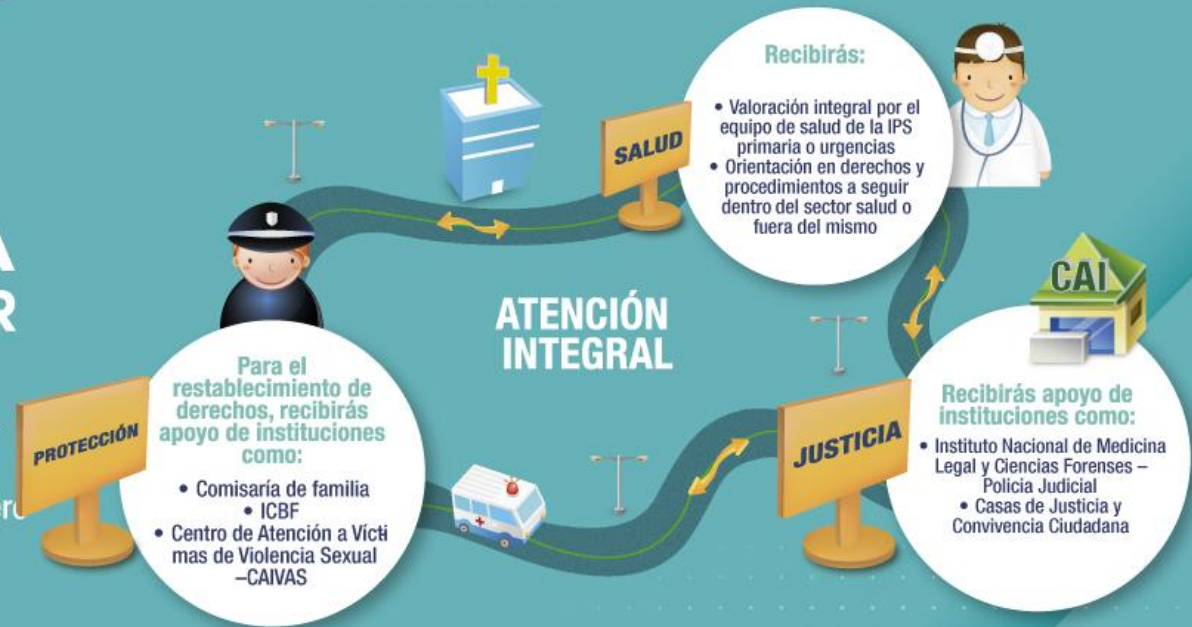 A
R
erc
ATENCIÓN
INTEGRAL
SALUD
Recibirás:
• Valoración integral por el
equipo de salud de la IPS
primaria o urgencias
• Orientación en derechos y
procedimientos a seguir
dentro del sector salud o
fuera del mismo
PROTECCIÓN
Para el
restablecimiento de
derechos, recibirás
apoyo de instituciones
como:
• Comisaría de familia
• ICBF
• Centro de Atención a Vícti
mas de Violencia Sexual
–CAIVAS
CAI
JUSTICIA
Recibirás apoyo de
instituciones como:
• Instituto Nacional de Medicina
Legal y Ciencias Forenses –
Policia Judicial
• Casas de Justicia y
Convivencia Ciudadana